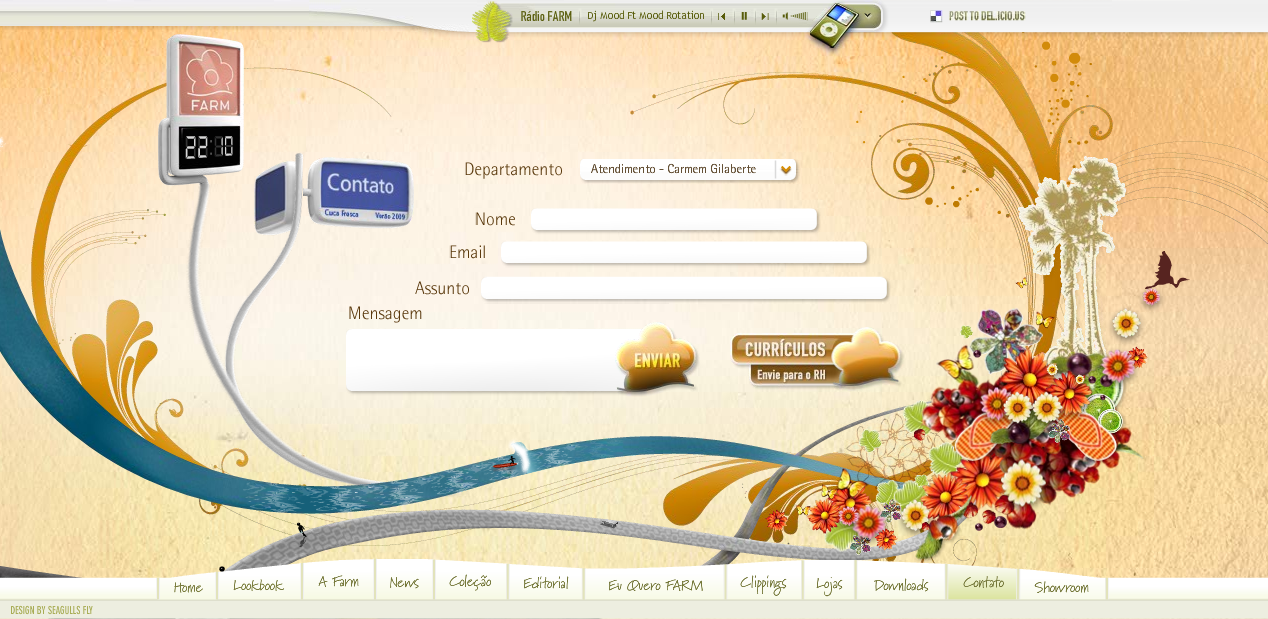 Rádio FARM
Dj Mood Ft Mood Rotation
POST TO DEL.ICIO.US
FARM
22:10
Contato
Cuca Fresca
Verão 2009
Departamento
Atendimento - Carmem Gilaberte
Nome
Email
Assunto
Mensagem
ENVIAR
CURRÍCULOS
Envie para o RH
Home
Lookbook
A Farm
News
Coleção
Editorial
Eu Quero FARM
Clippings
Lojas
Downloads
Contato
Showroom
DESIGN BY SEAGULLS FLY